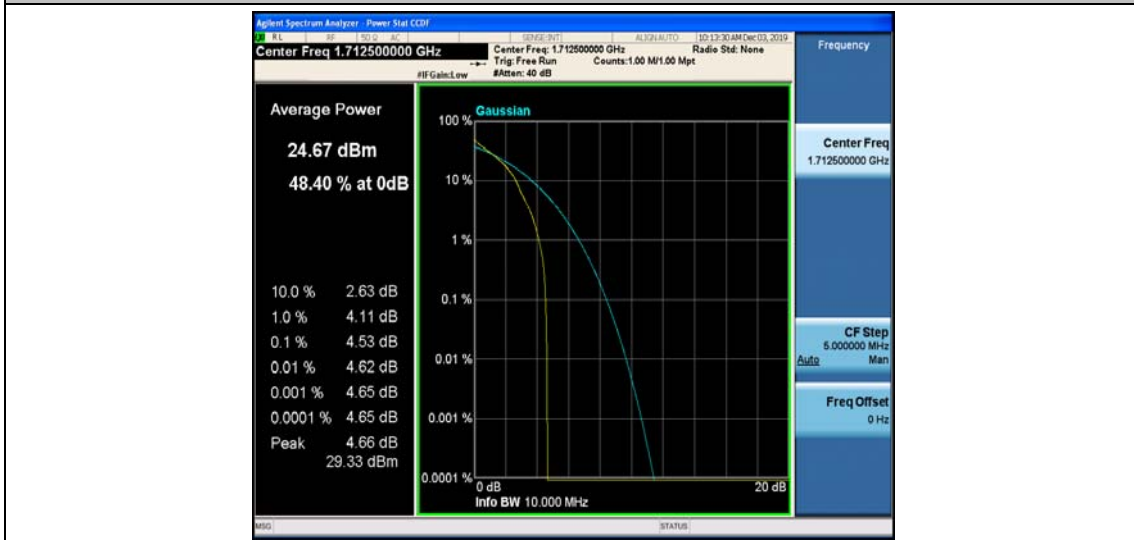 Agilent Spectrum Analyzer - Power Stat CCDF
RL RF 50 Ω AC SENSE:INT ALIGN AUTO 10:13:30 AM Dec 03, 2019
Center Freq 1.712500000 GHz
Center Freq: 1.712500000 GHz Radio Std: None
Trig: Free Run Counts:1.00 M/1.00 Mpt
#IFGain:Low #Atten: 40 dB
Frequency
Average Power
24.67 dBm
48.40 % at 0dB
10.0 % 2.63 dB
1.0 % 4.11 dB
0.1 % 4.53 dB
0.01 % 4.62 dB
0.001 % 4.65 dB
0.0001 % 4.65 dB
Peak 4.66 dB
29.33 dBm
Gaussian
100 %
10 %
1 %
0.1 %
0.01 %
0.001 %
0.0001 %
0 dB 20 dB
Info BW 10.000 MHz
Center Freq
1.712500000 GHz
CF Step
5.000000 MHz
Auto Man
Freq Offset
0 Hz
MSG STATUS